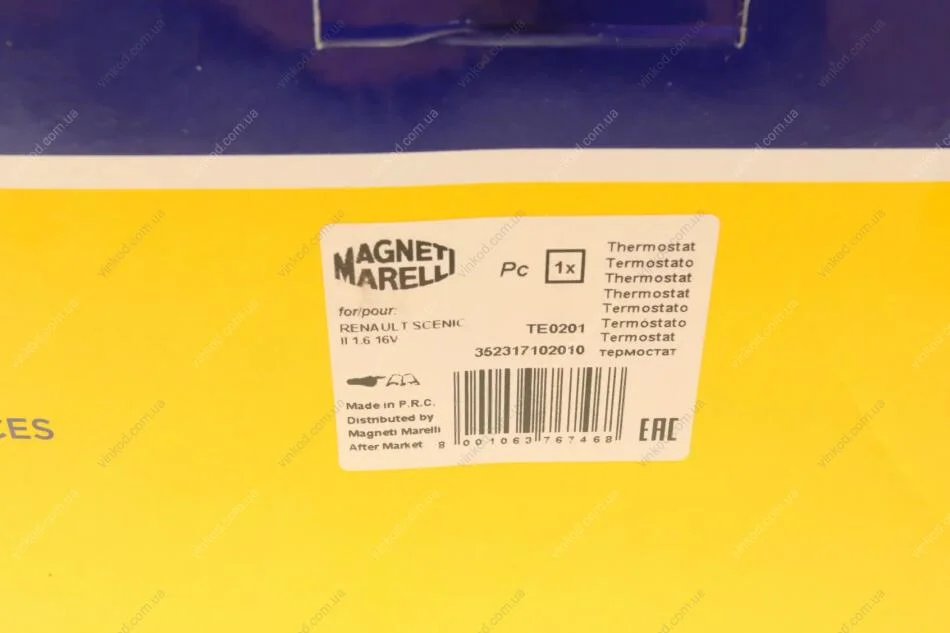 MAGNETI
MARELLI
Pc 1x
for/pour:
RENAULT SCENIC
II 1.6 16V
TE0201
352317102010
Thermostat
Termostato
Thermostat
Thermostat
Termostato
Termostato
Termostat
термостат
Made in P.R.C.
Distributed by
Magneti Marelli
After Market
8 001063 767468
EAC
CES
vinkod.com.ua